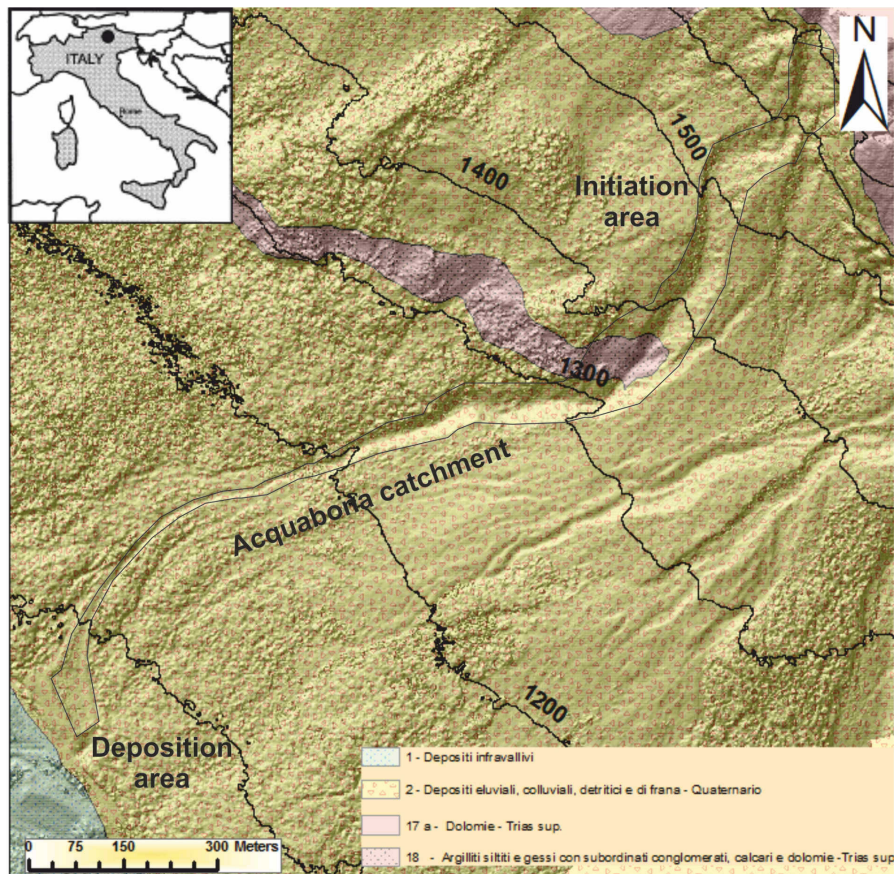 ITALY
Rome
N
1500
1400
Initiation
area
1300
Acquabona catchment
1200
Deposition
area
1 - Depositi infravallivi
2 - Depositi eluviali, colluviali, detritici e di frana - Quaternario
17 a - Dolomie - Trias sup.
18 - Argilliti siltiti e gessi con subordinati conglomerati, calcari e dolomie -Trias sup
0 75 150 300 Meters